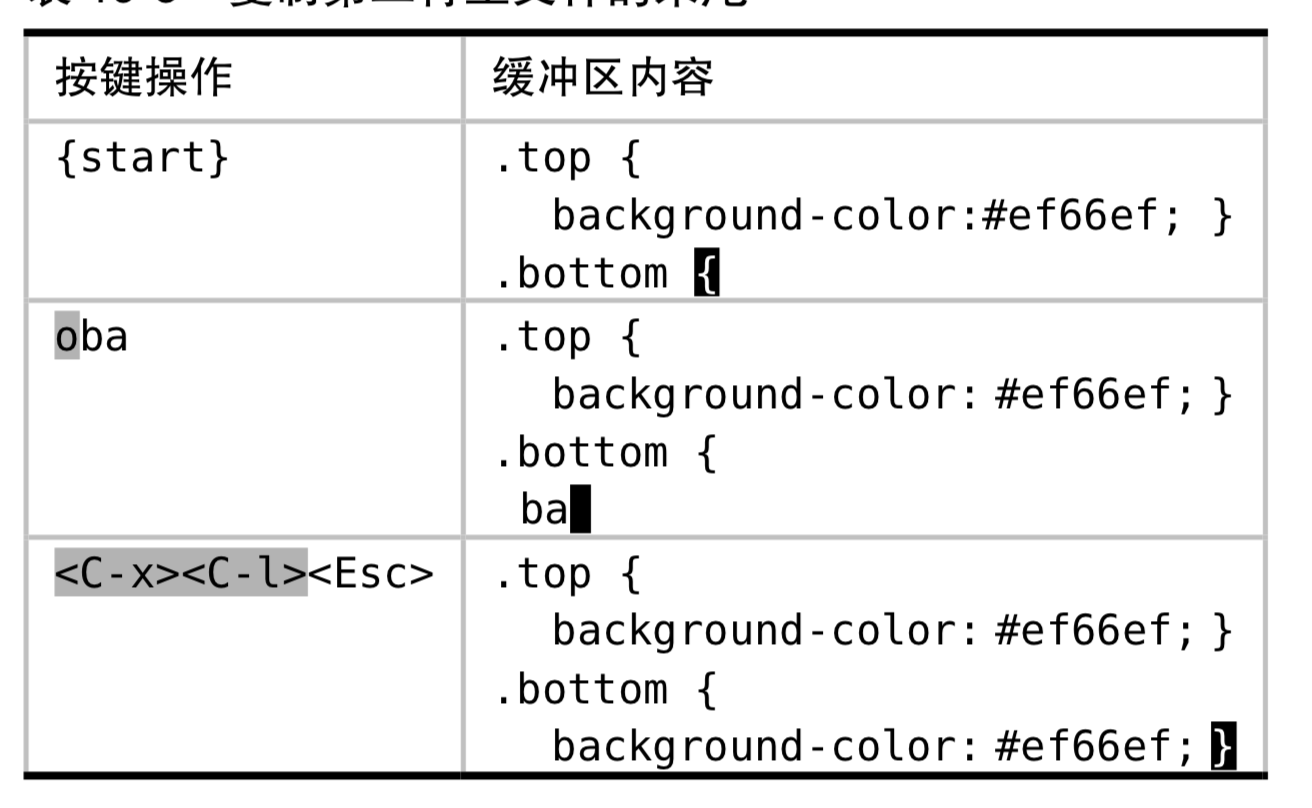 按键操作 缓冲区内容
{start} .top {
background-color:#ef66ef; }
.bottom {
oba .top {
background-color: #ef66ef; }
.bottom {
ba
<C-x><C-l><Esc> .top {
background-color: #ef66ef; }
.bottom {
background-color: #ef66ef; }